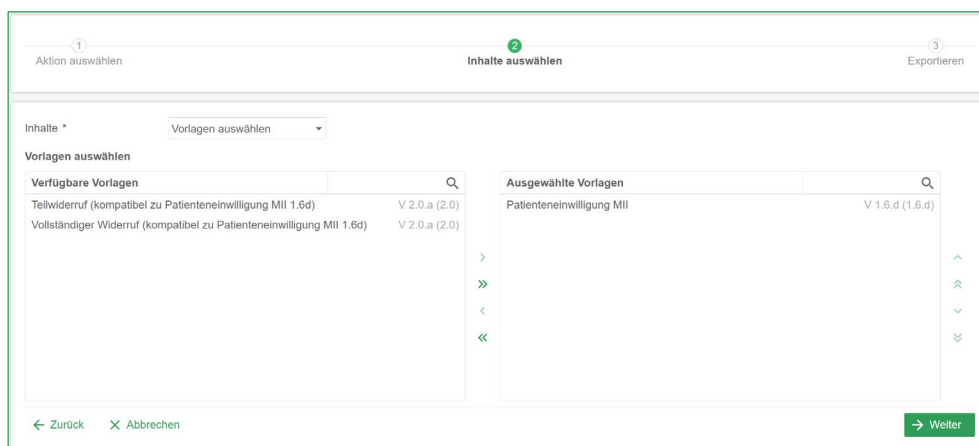 1
Aktion auswählen
2
Inhalte auswählen
3
Exportieren
Inhalte * Vorlagen auswählen
Vorlagen auswählen
Verfügbare Vorlagen
Teilwiderruf (kompatibel zu Patienteneinwilligung MII 1.6d) V 2.0.a (2.0)
Vollständiger Widerruf (kompatibel zu Patienteneinwilligung MII 1.6d) V 2.0.a (2.0)
Ausgewählte Vorlagen
Patienteneinwilligung MII V 1.6.d (1.6.d)
Zurück Abbrechen Weiter